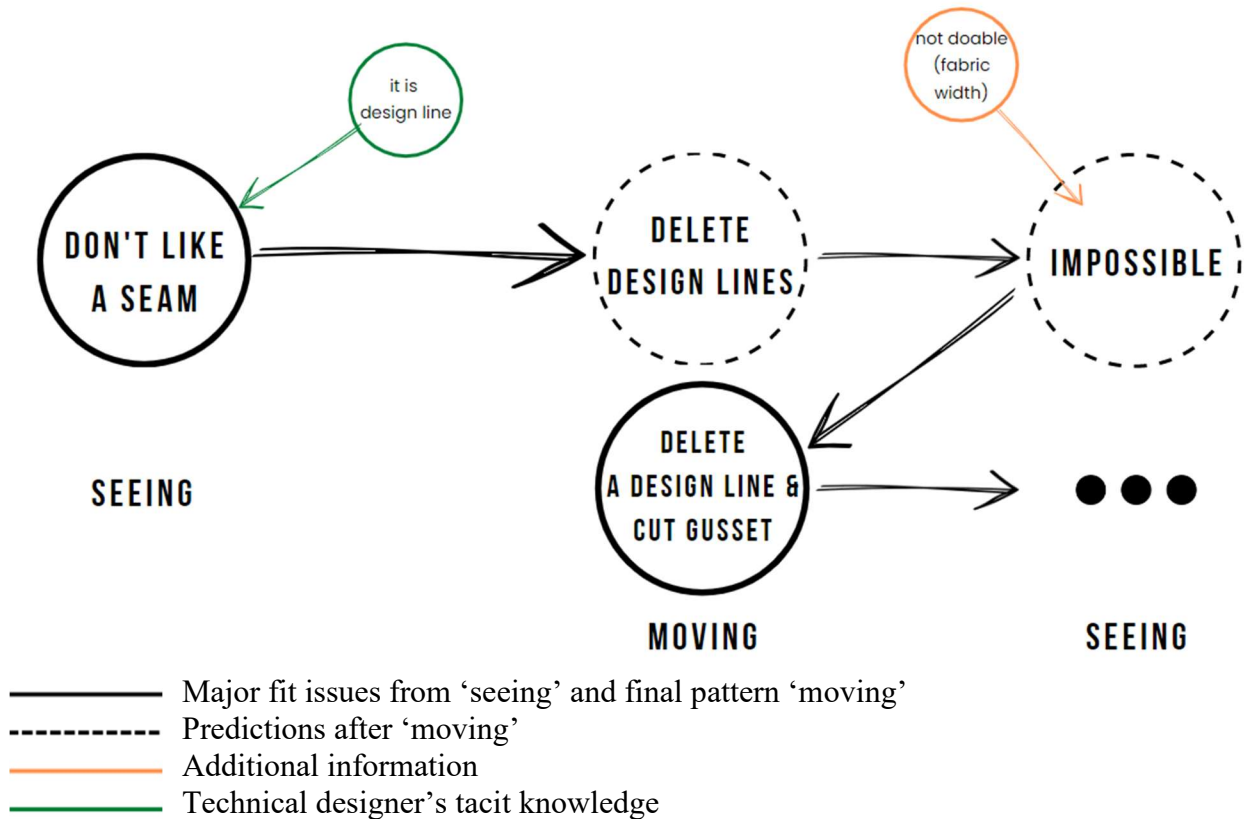 it is
design line
not doable
(fabric
width)
DON'T LIKE
A SEAM
DELETE
DESIGN LINES
IMPOSSIBLE
DELETE
A DESIGN LINE &
CUT GUSSET
SEEING
MOVING
SEEING
Major fit issues from ‘seeing’ and final pattern ‘moving’
Predictions after ‘moving’
Additional information
Technical designer’s tacit knowledge